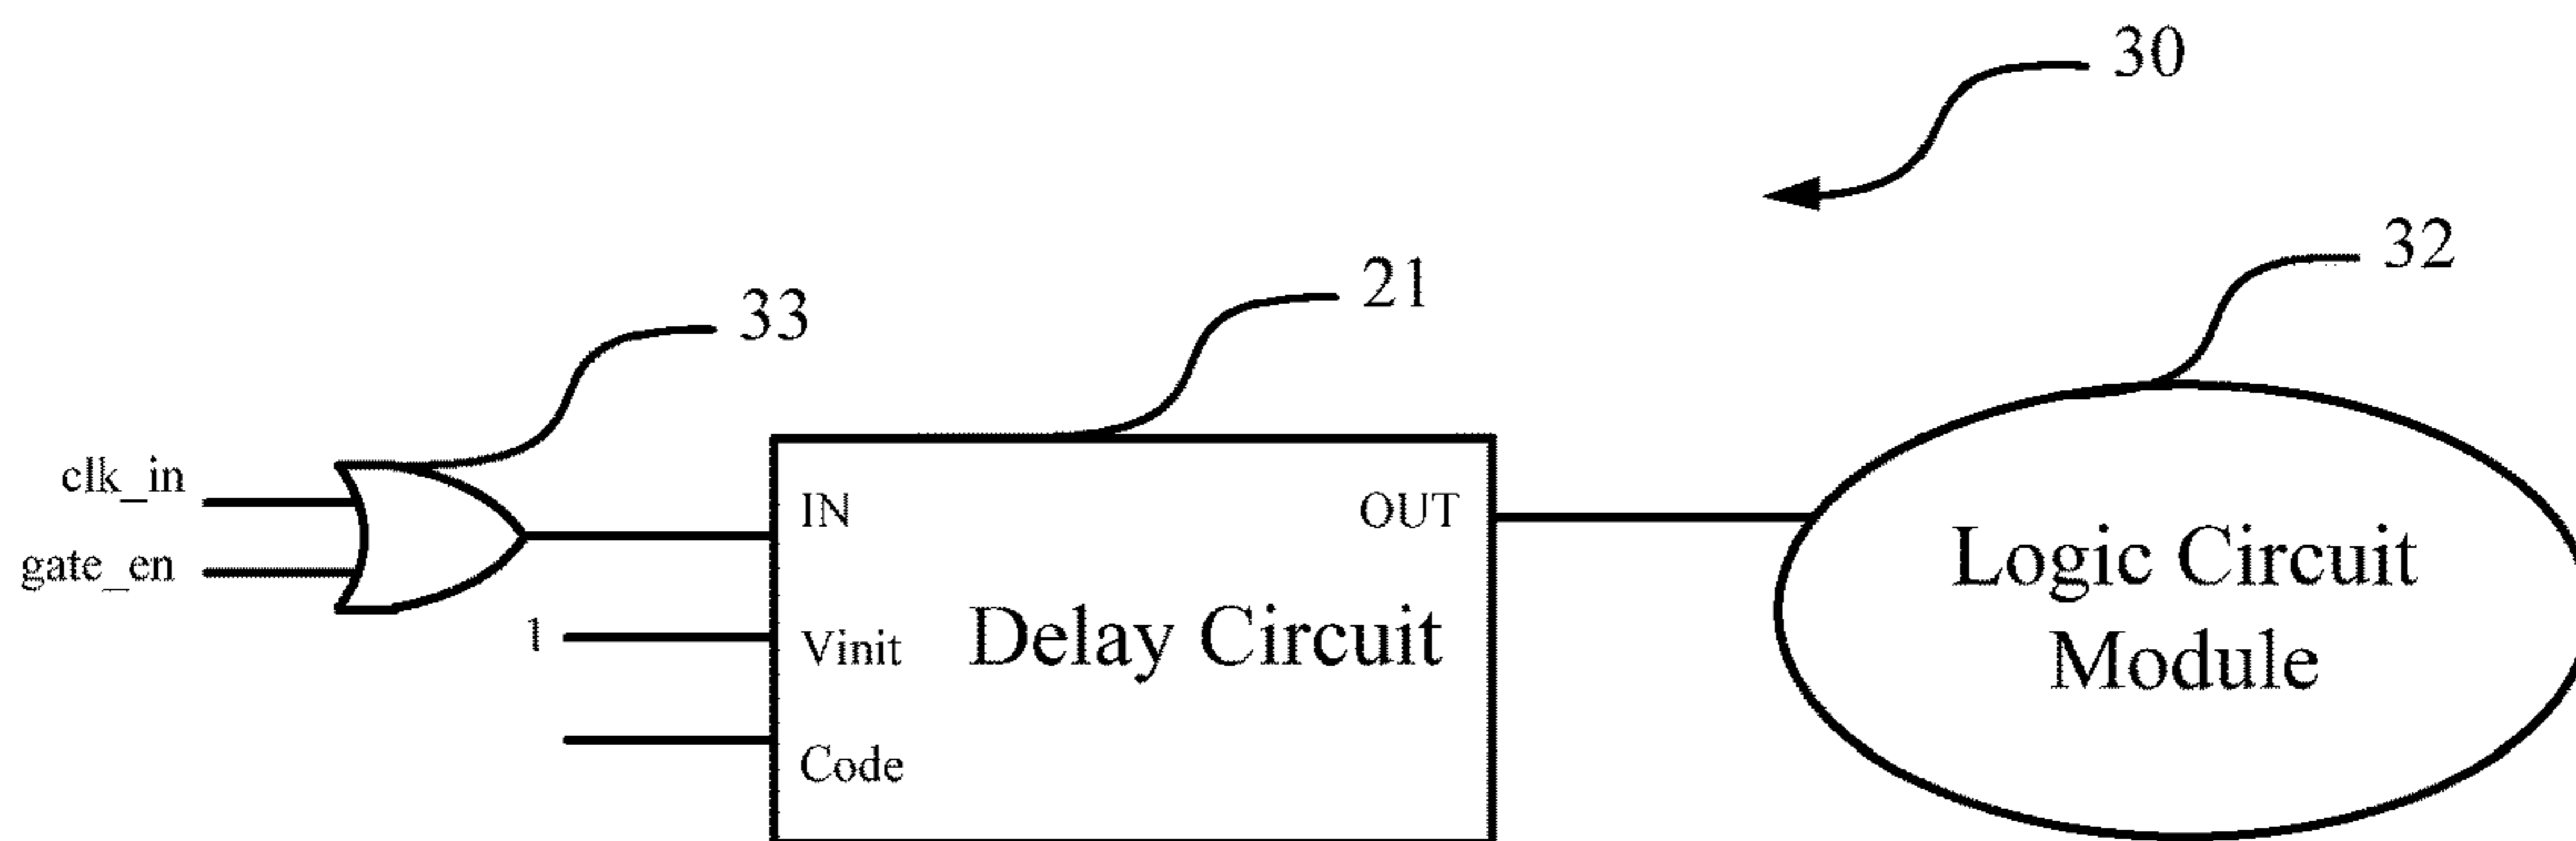 30
32
21
33
clk_in
gate_en
1
IN
OUT
Vinit
Code
Delay Circuit
Logic Circuit
Module